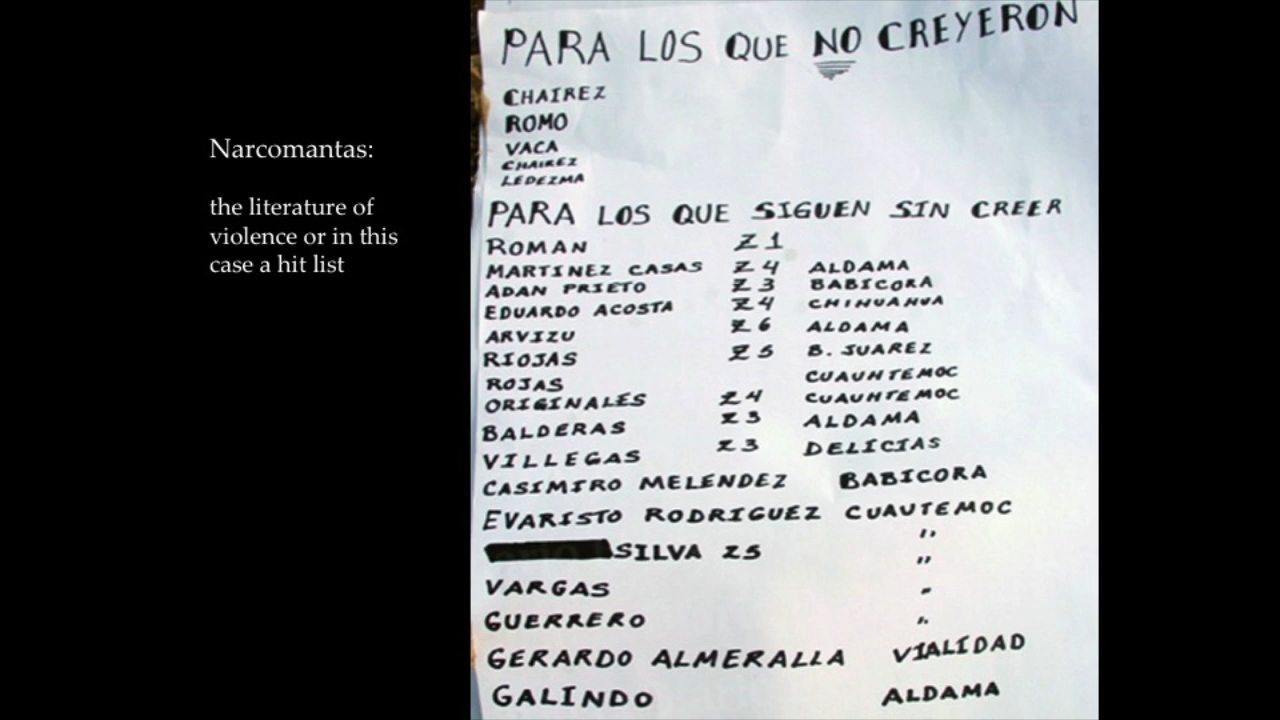 Narcomantas:
the literature of
violence or in this
case a hit list
PARA LOS QUE NO CREYERON
CHAIREZ
ROMO
VACA
CHAIREZ
LEDEZMA
PARA LOS QUE SIGUEN SIN CREER
ROMAN Z1
MARTINEZ CASAS Z4 ALDAMA
ADAN PRIETO Z3 BABICORA
EDUARDO ACOSTA Z4 CHIHUAHUA
ARVIZU Z6 ALDAMA
RIOJAS Z5 B. JUAREZ
ROJAS CUAUHTEMOC
ORIGINALES Z4 CUAUHTEMOC
BALDERAS Z3 ALDAMA
VILLEGAS Z3 DELICIAS
CASIMIRO MELENDEZ BABICORA
EVARISTO RODRIGUEZ CUAUTEMOC
SILVA Z5 "
VARGAS "
GUERRERO "
GERARDO ALMERALLA VIALIDAD
GALINDO ALDAMA